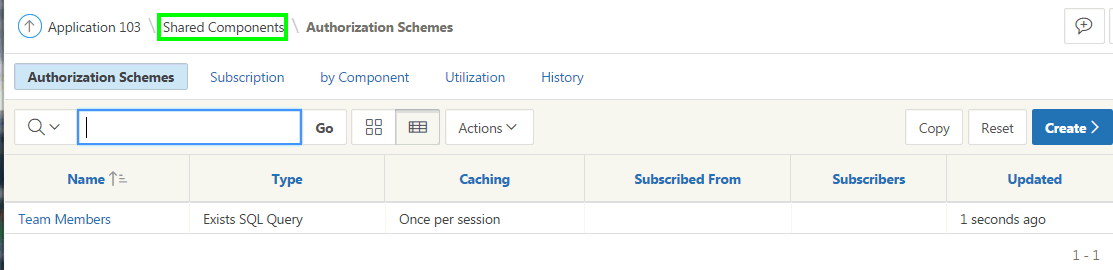 Application 103 \ Shared Components \ Authorization Schemes
Authorization Schemes Subscription by Component Utilization History
Go Actions Copy Reset Create
Name Type Caching Subscribed From Subscribers Updated
Team Members Exists SQL Query Once per session 1 seconds ago
1 - 1